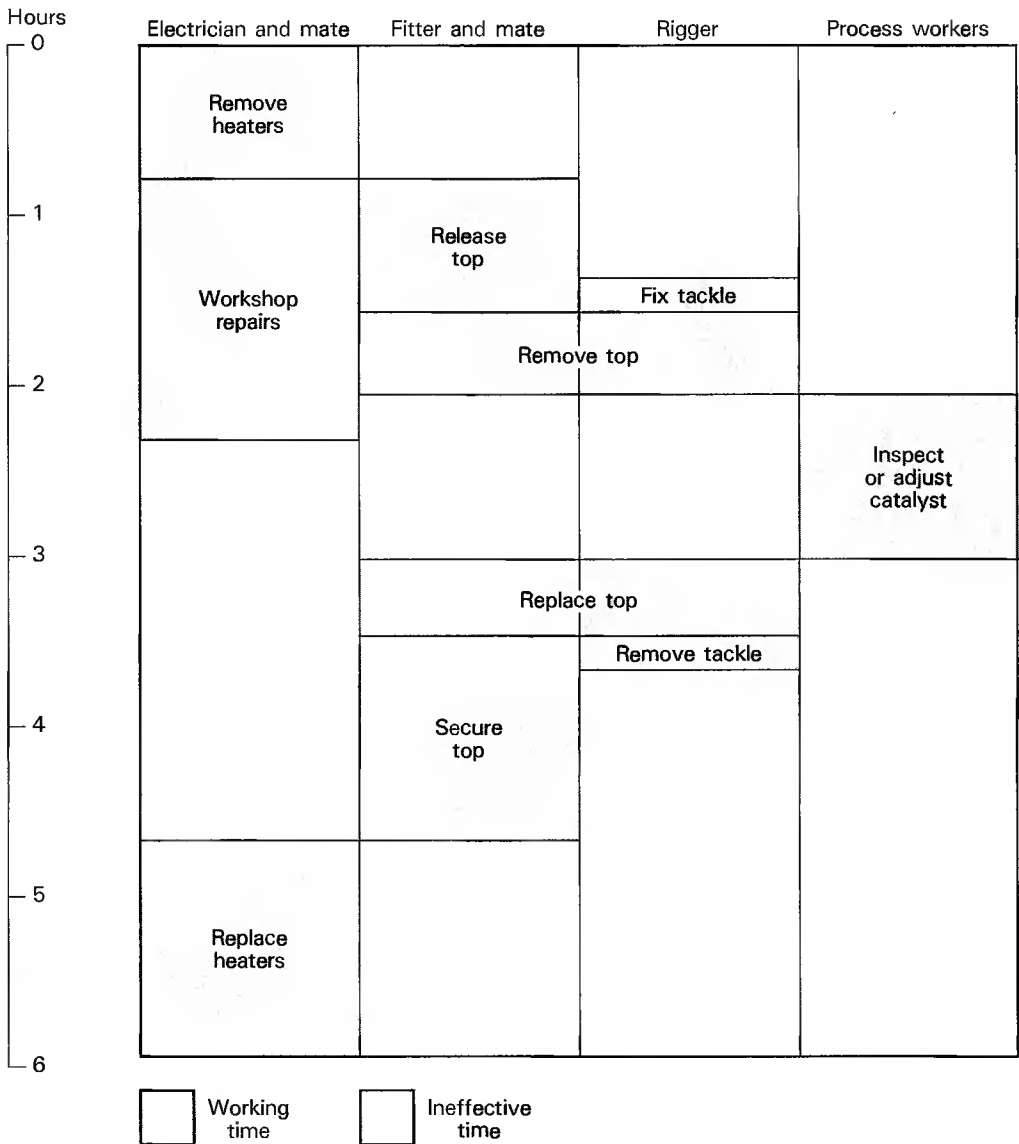 Hours
Electrician and mate
Fitter and mate
Rigger
Process workers
0
Remove
heaters
1
Release
top
Workshop
repairs
Fix tackle
Remove top
2
Inspect
or adjust
catalyst
3
Replace top
Remove tackle
4
Secure
top
5
Replace
heaters
6
Working
time
Ineffective
time